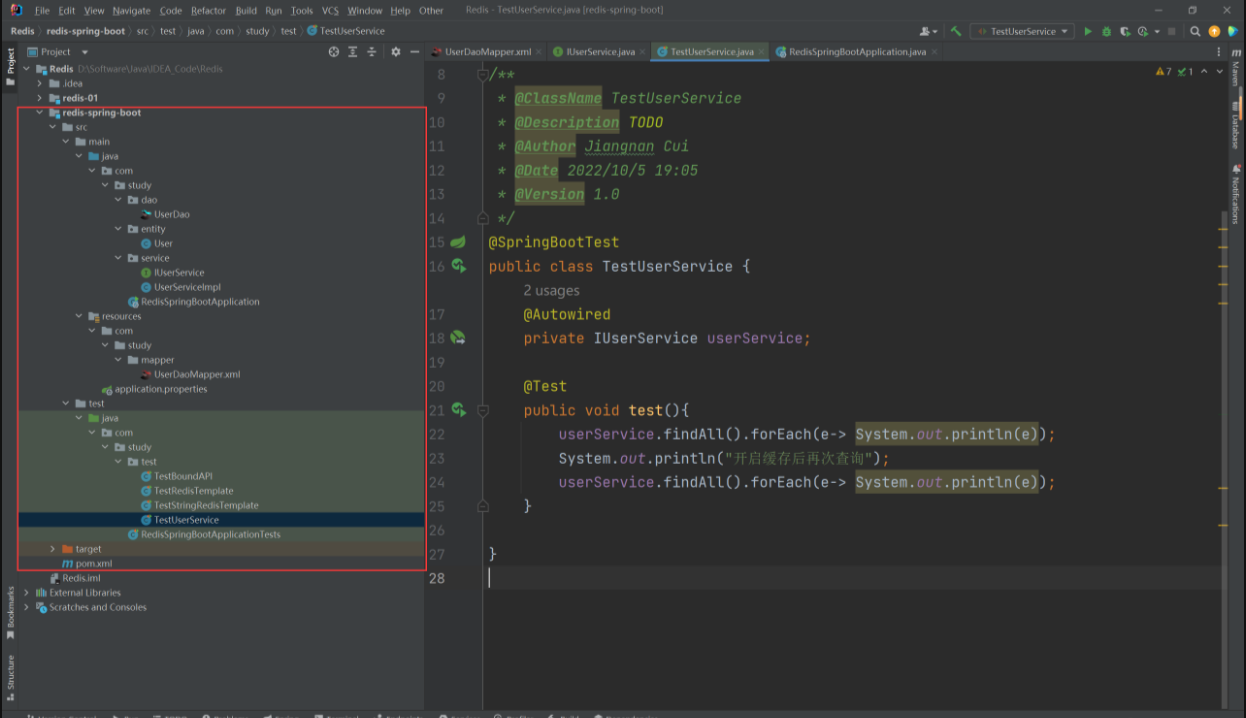 File Edit View Navigate Code Refactor Build Run Tools VCS Window Help Other Redis - TestUserService.java [redis-spring-boot]
Redis redis-spring-boot src test java com study test TestUserService
TestUserService
Project
UserDaoMapper.xml IUserService.java TestUserService.java RedisSpringBootApplication.java
Project
Redis D:\Software\Java\IDEA_Code\Redis
.idea
redis-01
redis-spring-boot
src
main
java
com
study
dao
UserDao
entity
User
service
IUserService
UserServiceImpl
RedisSpringBootApplication
resources
com
study
mapper
UserDaoMapper.xml
application.properties
test
java
com
study
test
TestBoundAPI
TestRedisTemplate
TestStringRedisTemplate
TestUserService
RedisSpringBootApplicationTests
target
pom.xml
Redis.iml
External Libraries
Scratches and Consoles
Bookmarks
Structure
7 1
8 /**
9 * @ClassName TestUserService
10 * @Description TODO
11 * @Author Jiangnan Cui
12 * @Date 2022/10/5 19:05
13 * @Version 1.0
14 */
15 @SpringBootTest
16 public class TestUserService {
2 usages
17 @Autowired
18 private IUserService userService;
19
20 @Test
21 public void test(){
22 userService.findAll().forEach(e-> System.out.println(e));
23 System.out.println("开启缓存后再次查询");
24 userService.findAll().forEach(e-> System.out.println(e));
25 }
26
27 }
28
Maven
Database
Notifications